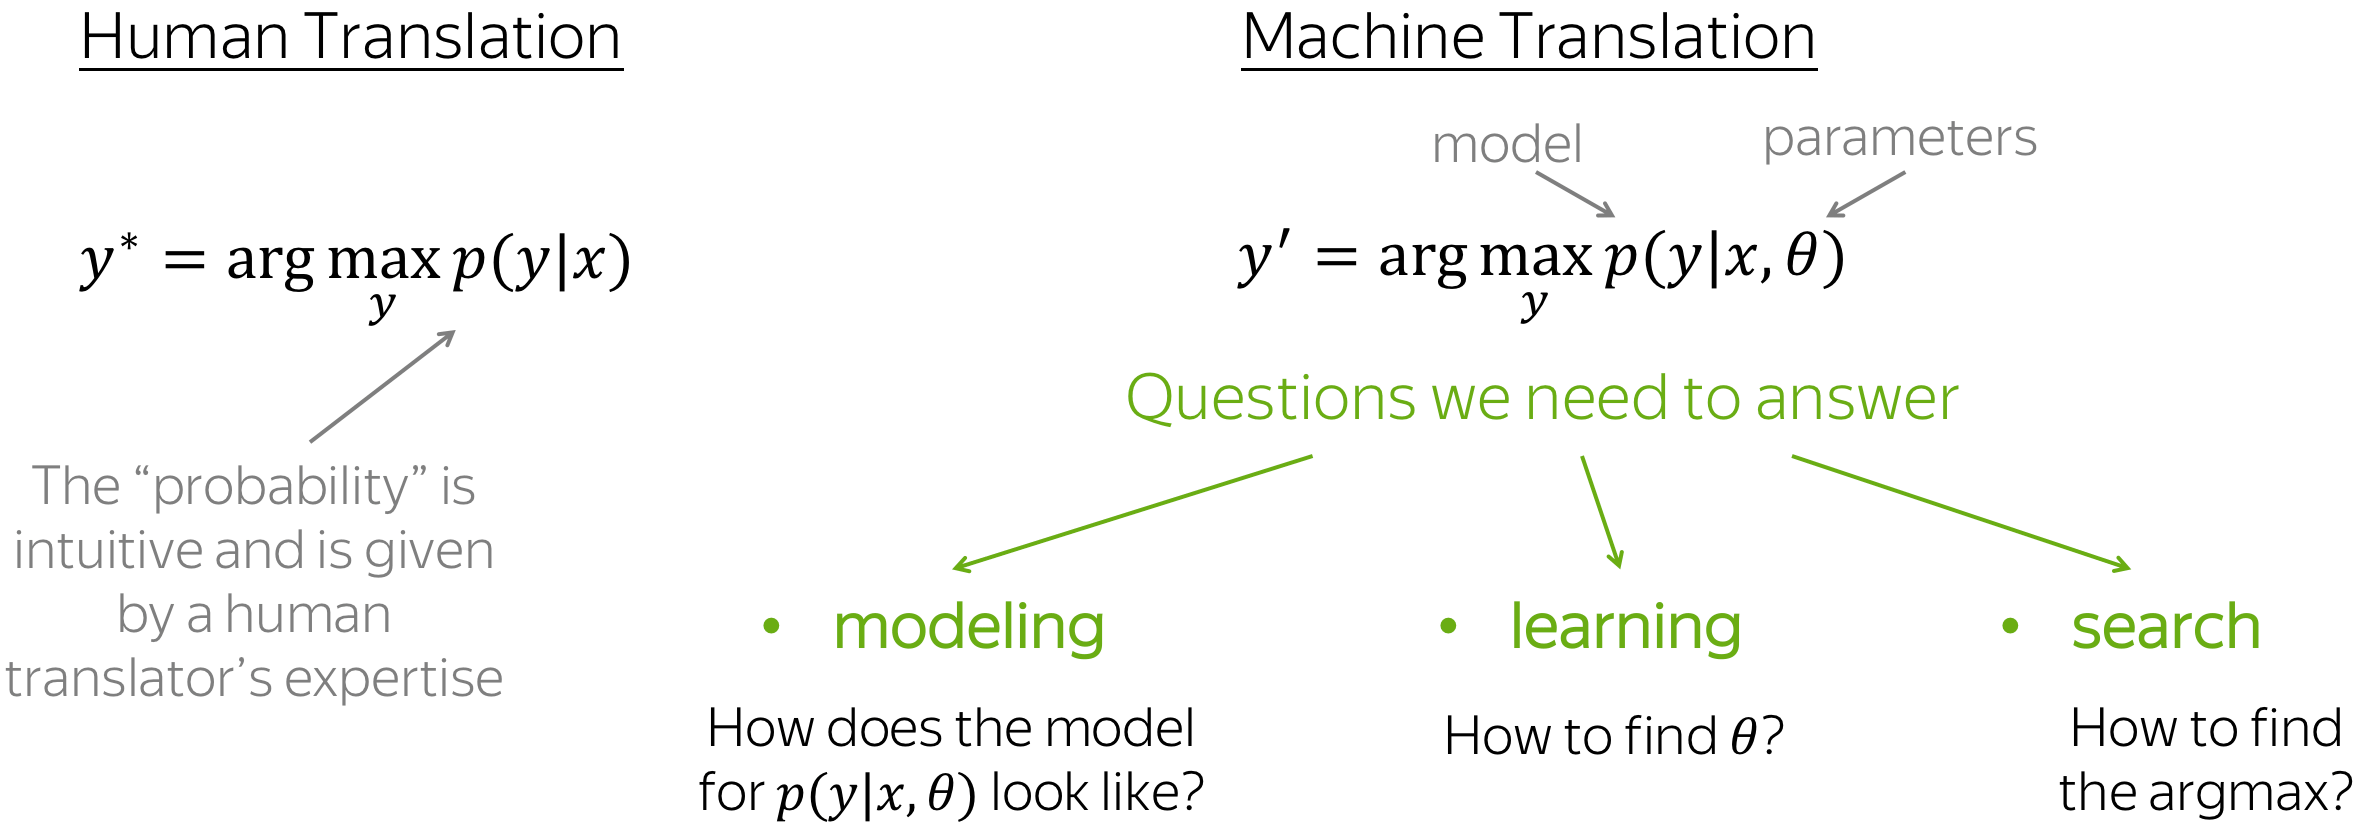 Human Translation
y* = arg max p(y|x)
y
The “probability” is
intuitive and is given
by a human
translator’s expertise
Machine Translation
model
parameters
y′ = arg max p(y|x, θ)
y
Questions we need to answer
• modeling
How does the model
for p(y|x, θ) look like?
• learning
How to find θ?
• search
How to find
the argmax?